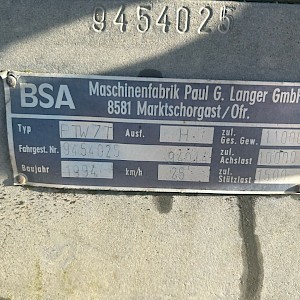 9454025
BSA Maschinenfabrik Paul G. Langer GmbH
8581 Marktschorgast/Ofr.
Typ Ausf. H zul. Ges. Gew.
Fahrgest. Nr. 9454025 zul. Achslast
Baujahr 1994 km/h 25 zul. Stützlast